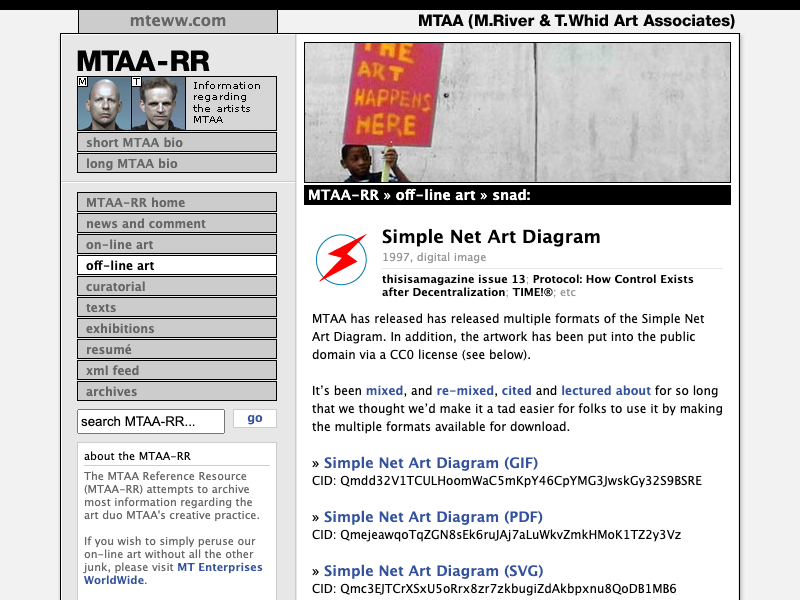 mteww.com
MTAA (M.River & T.Whid Art Associates)
MTAA-RR
M
T
Information
regarding
the artists
MTAA
short MTAA bio
long MTAA bio
MTAA-RR home
news and comment
on-line art
off-line art
curatorial
texts
exhibitions
resumé
xml feed
archives
search MTAA-RR...
go
about the MTAA-RR
The MTAA Reference Resource
(MTAA-RR) attempts to archive
most information regarding the
art duo MTAA's creative practice.
If you wish to simply peruse our
on-line art without all the other
junk, please visit MT Enterprises
WorldWide.
THE
ART
HAPPENS
HERE
MTAA-RR » off-line art » snad:
Simple Net Art Diagram
1997, digital image
thisisamagazine issue 13; Protocol: How Control Exists
after Decentralization; TIME!®; etc
MTAA has released has released multiple formats of the Simple Net
Art Diagram. In addition, the artwork has been put into the public
domain via a CC0 license (see below).
It's been mixed, and re-mixed, cited and lectured about for so long
that we thought we'd make it a tad easier for folks to use it by making
the multiple formats available for download.
» Simple Net Art Diagram (GIF)
CID: Qmdd32V1TCULHoomWaC5mKpY46CpYMG3JwskGy32S9BSRE
» Simple Net Art Diagram (PDF)
CID: QmejeawqoTqZGN8sEk6ruJAj7aLuWkvZmkHMoK1TZ2y3Vz
» Simple Net Art Diagram (SVG)
CID: Qmc3EJTCrXSxU5oRrx8zr7zkbugiZdAkbpxnu8QoDB1MB6